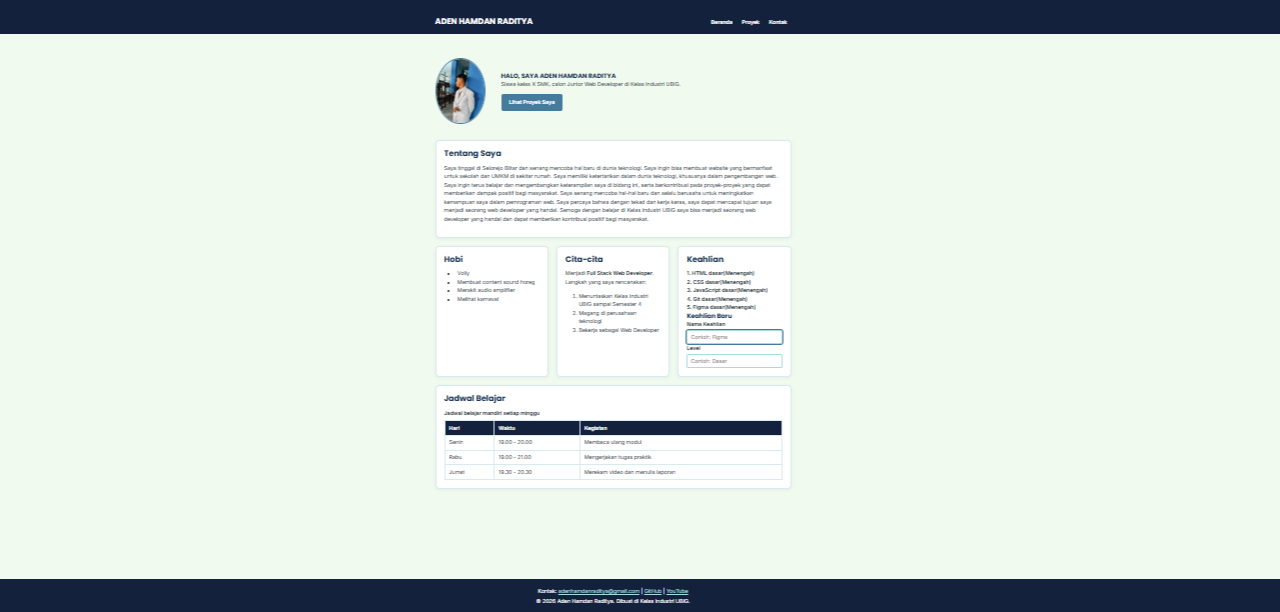 ADEN HAMDAN RADITYA
Beranda Proyek Kontak
HALO, SAYA ADEN HAMDAN RADITYA
Siswa kelas X SMK, calon Junior Web Developer di Kelas Industri UBIG.
Lihat Proyek Saya
Tentang Saya
Saya tinggal di Selorejo Blitar dan senang mencoba hal baru di dunia teknologi. Saya ingin bisa membuat website yang bermanfaat
untuk sekolah dan UMKM di sekitar rumah. Saya memiliki ketertarikan dalam dunia teknologi, khususnya dalam pengembangan web.
Saya ingin terus belajar dan mengembangkan keterampilan saya di bidang ini, serta berkontribusi pada proyek-proyek yang dapat
memberikan dampak positif bagi masyarakat. Saya senang mencoba hal-hal baru dan selalu berusaha untuk meningkatkan
kemampuan saya dalam pemrograman web. Saya percaya bahwa dengan tekad dan kerja keras, saya dapat mencapai tujuan saya
menjadi seorang web developer yang handal. Semoga dengan belajar di Kelas Industri UBIG saya bisa menjadi seorang web
developer yang handal dan dapat memberikan kontribusi positif bagi masyarakat.
Hobi
Volly
Membuat content sound horeg
Merakit audio amplifier
Melihat karnaval
Cita-cita
Menjadi Full Stack Web Developer.
Langkah yang saya rencanakan:
1. Menuntaskan Kelas Industri
UBIG sampai Semester 4
2. Magang di perusahaan
teknologi
3. Bekerja sebagai Web Developer
Keahlian
1. HTML dasar(Menengah)
2. CSS dasar(Menengah)
3. JavaScript dasar(Menengah)
4. Git dasar(Menengah)
5. Figma dasar(Menengah)
Keahlian Baru
Nama Keahlian
Contoh: Figma
Level
Contoh: Dasar
Jadwal Belajar
Jadwal belajar mandiri setiap minggu
Hari Waktu Kegiatan
Senin 19.00 - 20.00 Membaca ulang modul
Rabu 19.00 - 21.00 Mengerjakan tugas praktik
Jumat 19.30 - 20.30 Merekam video dan menulis laporan
Kontak: adenhamdanraditya@gmail.com | GitHub | YouTube
© 2026 Aden Hamdan Raditya. Dibuat di Kelas Industri UBIG.